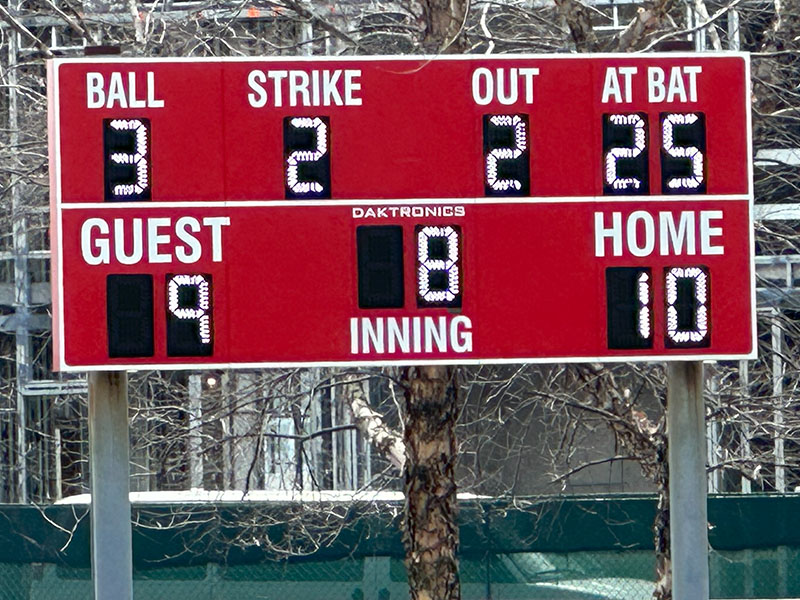 BALL STRIKE OUT AT BAT
3 2 2 25
DAKTRONICS
GUEST 8 HOME
9 10
INNING